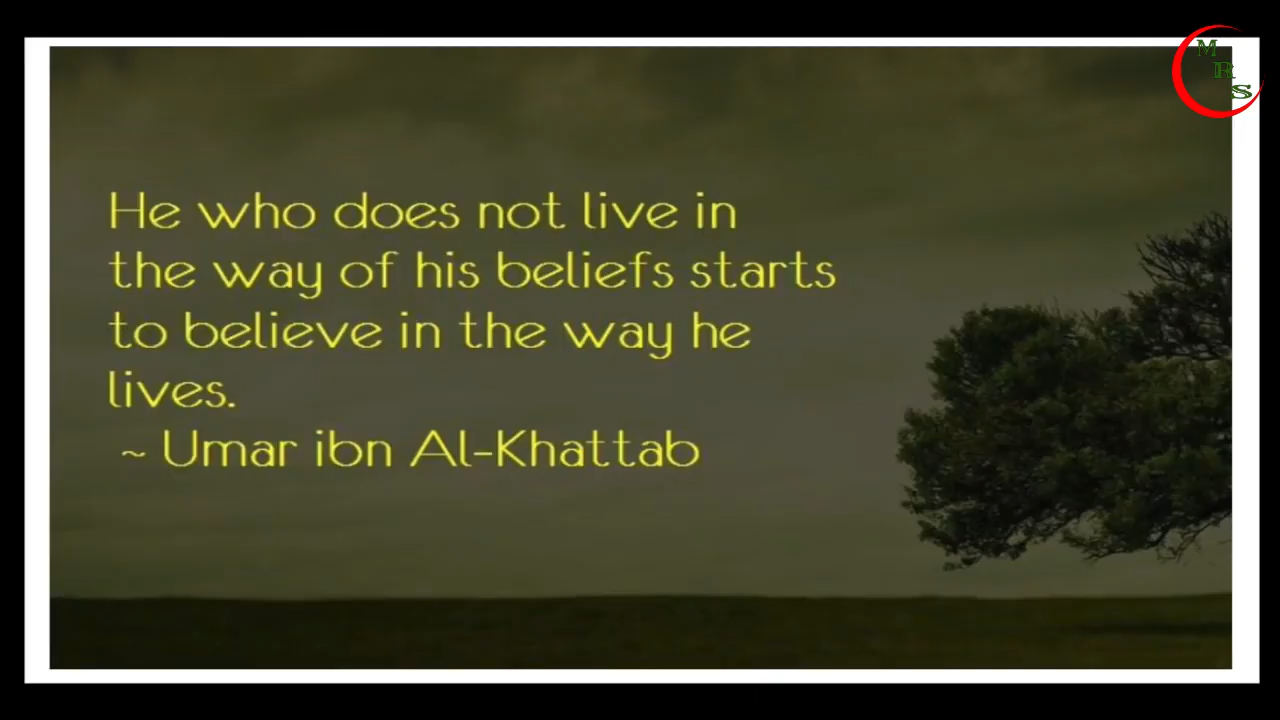 M
R
S
He who does not live in
the way of his beliefs starts
to believe in the way he
lives.
~ Umar ibn Al-Khattab